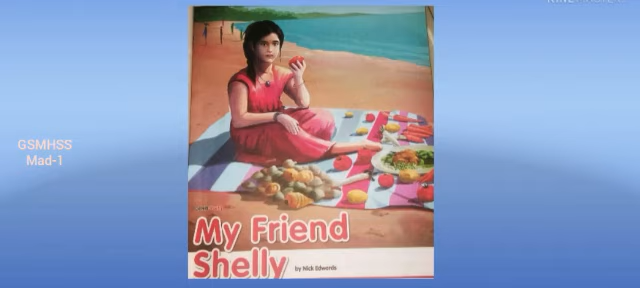 GSMHSS
Mad-1
My Friend
Shelly
by Nick Edwards